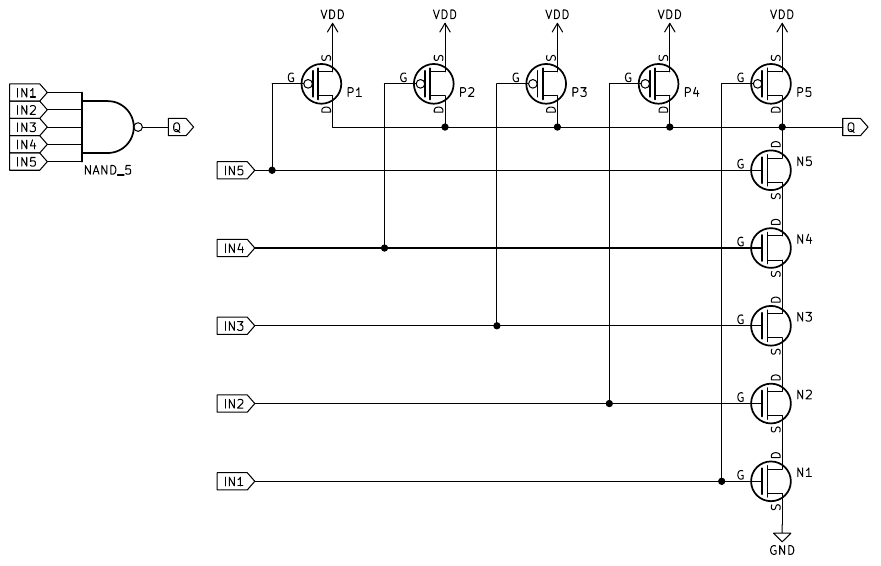 VDD VDD VDD VDD VDD
S S S S S
G P1 G P2 G P3 G P4 G P5
D D D D D
IN1
IN2
IN3
IN4
IN5
Q
NAND_5
Q
D
IN5 G N5
S
D
IN4 G N4
S
D
IN3 G N3
S
D
IN2 G N2
S
D
IN1 G N1
S
GND